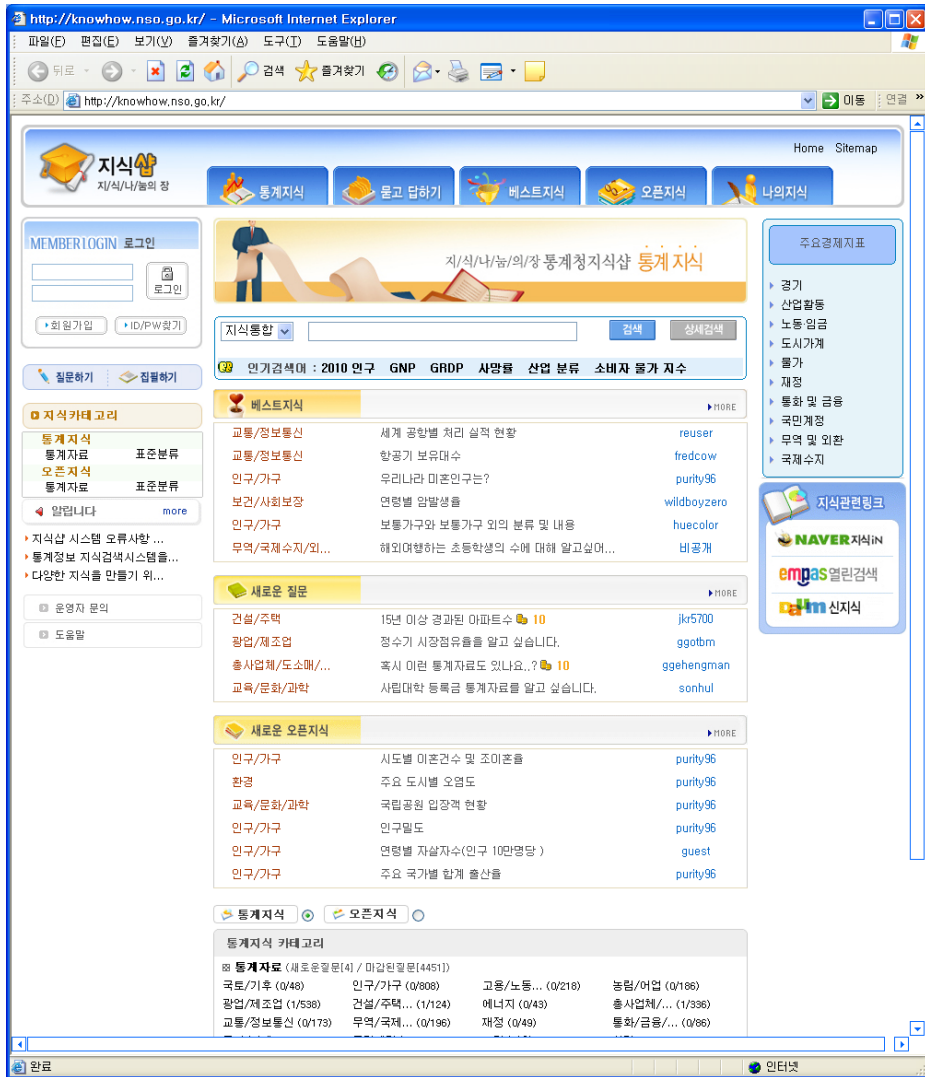 http://knowhow.nso.go.kr/ - Microsoft Internet Explorer
파일(F) 편집(E) 보기(V) 즐겨찾기(A) 도구(T) 도움말(H)
뒤로 검색 즐겨찾기
주소(D) http://knowhow.nso.go.kr/ 이동 연결 »
Home Sitemap
지식샵
지/식/나/눔의 장
통계지식 묻고 답하기 베스트지식 오픈지식 나의지식
MEMBER LOGIN 로그인
로그인
회원가입 ID/PW찾기
질문하기 집필하기
지식카테고리
통계지식
통계자료 표준분류
오픈지식
통계자료 표준분류
알립니다 more
지식샵 시스템 오류사항 ...
통계정보 지식검색시스템을...
다양한 지식을 만들기 위...
운영자 문의
도움말
지/식/나/눔/의/장 통계청지식샵 통계 지식
지식통합 검색 상세검색
인기검색어 : 2010 인구 GNP GRDP 사망률 산업 분류 소비자 물가 지수
베스트지식 MORE
교통/정보통신 세계 공항별 처리 실적 현황 reuser
교통/정보통신 항공기 보유대수 fredcow
인구/가구 우리나라 미혼인구는? purity96
보건/사회보장 연령별 암발생율 wildboyzero
인구/가구 보통가구와 보통가구 외의 분류 및 내용 huecolor
무역/국제수지/외... 해외여행하는 초등학생의 수에 대해 알고싶어... 비공개
새로운 질문 MORE
건설/주택 15년 이상 경과된 아파트수 10 jkr5700
광업/제조업 정수기 시장점유율을 알고 싶습니다. ggotbm
총사업체/도소매/... 혹시 이런 통계자료도 있나요..? 10 ggehengman
교육/문화/과학 사립대학 등록금 통계자료를 알고 싶습니다. sonhul
새로운 오픈지식 MORE
인구/가구 시도별 이혼건수 및 조이혼율 purity96
환경 주요 도시별 오염도 purity96
교육/문화/과학 국립공원 입장객 현황 purity96
인구/가구 인구밀도 purity96
인구/가구 연령별 자살자수(인구 10만명당 ) guest
인구/가구 주요 국가별 합계 출산율 purity96
통계지식 오픈지식
통계지식 카테고리
통계자료 (새로운질문[4] / 마감된질문[4451])
국토/기후 (0/48) 인구/가구 (0/808) 고용/노동... (0/218) 농림/어업 (0/186)
광업/제조업 (1/538) 건설/주택... (1/124) 에너지 (0/43) 총사업체/... (1/336)
교통/정보통신 (0/173) 무역/국제... (0/196) 재정 (0/49) 통화/금융/... (0/86)
주요경제지표
경기
산업활동
노동·임금
도시가계
물가
재정
통화 및 금융
국민계정
무역 및 외환
국제수지
지식관련링크
NAVER 지식iN
empas 열린검색
Daum 신지식
완료 인터넷